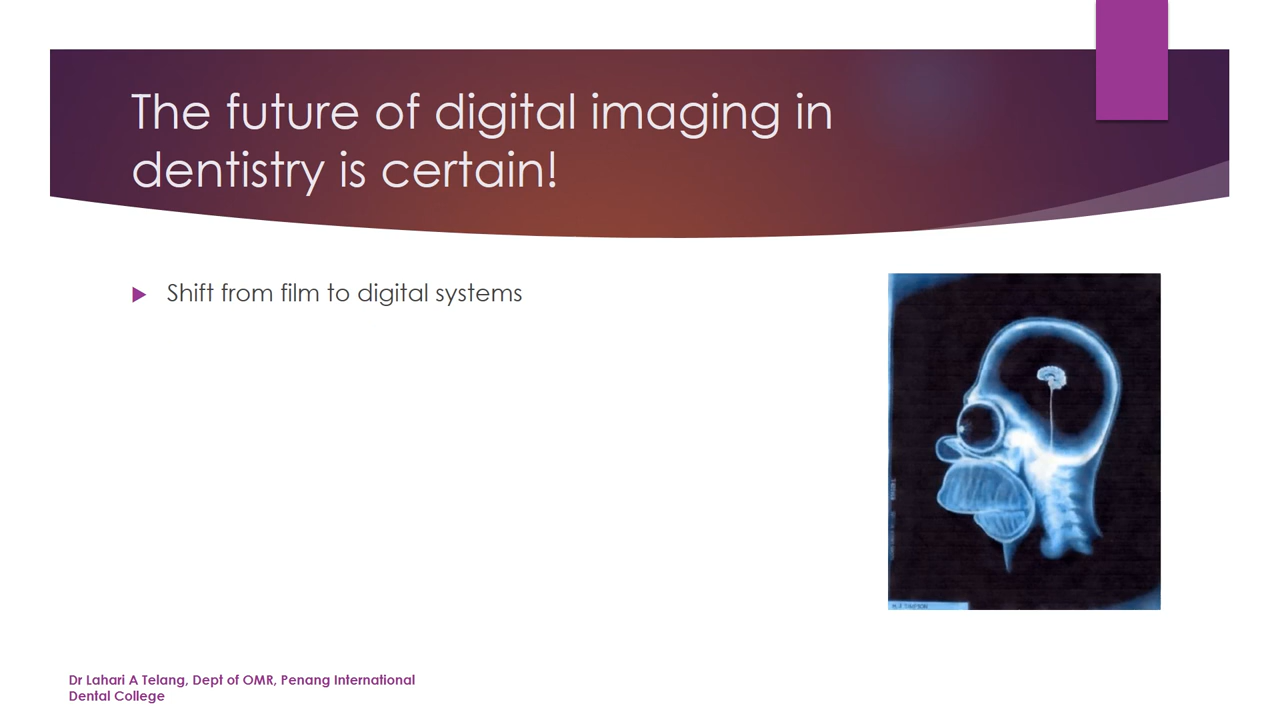 The future of digital imaging in
dentistry is certain!
Shift from film to digital systems
Dr Lahari A Telang, Dept of OMR, Penang International
Dental College